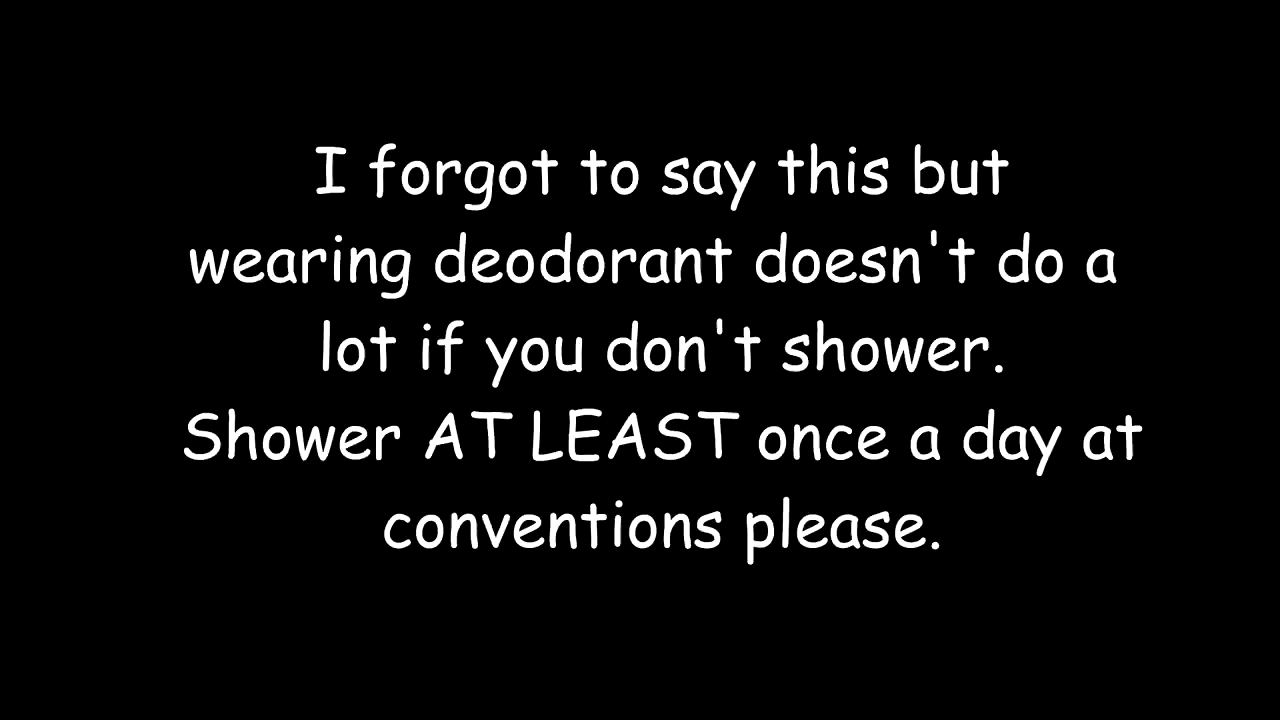 I forgot to say this but
wearing deodorant doesn't do a
lot if you don't shower.
Shower AT LEAST once a day at
conventions please.